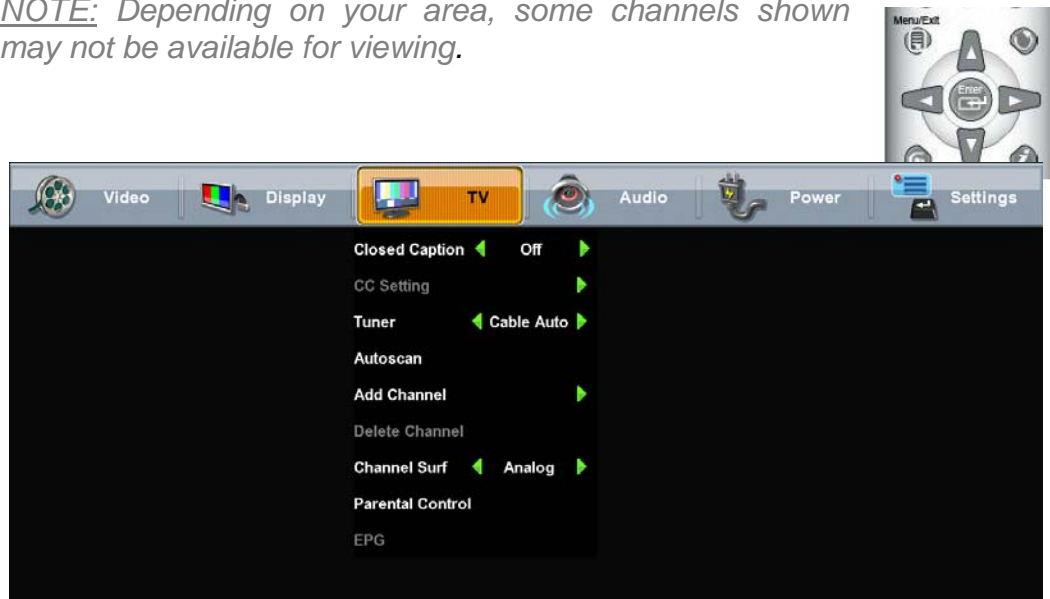 NOTE: Depending on your area, some channels shown
may not be available for viewing.
Menu/Exit
Enter
Video Display TV Audio Power Settings
Closed Caption Off
CC Setting
Tuner Cable Auto
Autoscan
Add Channel
Delete Channel
Channel Surf Analog
Parental Control
EPG